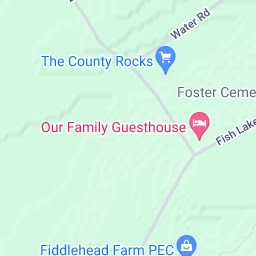 Water Rd
The County Rocks
Foster Ceme
Our Family Guesthouse
Fish Lake
Fiddlehead Farm PEC